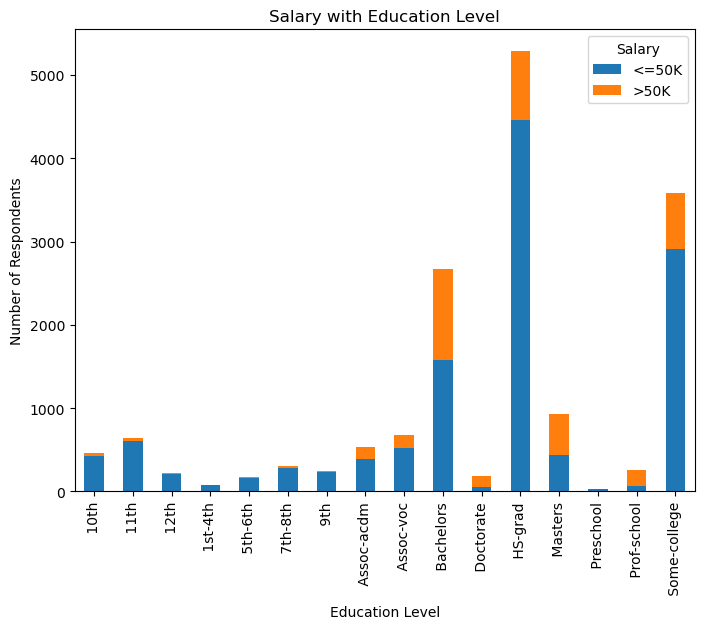 Salary with Education Level
Salary
<=50K
>50K
Number of Respondents
5000
4000
3000
2000
1000
0
10th
11th
12th
1st-4th
5th-6th
7th-8th
9th
Assoc-acdm
Assoc-voc
Bachelors
Doctorate
HS-grad
Masters
Preschool
Prof-school
Some-college
Education Level